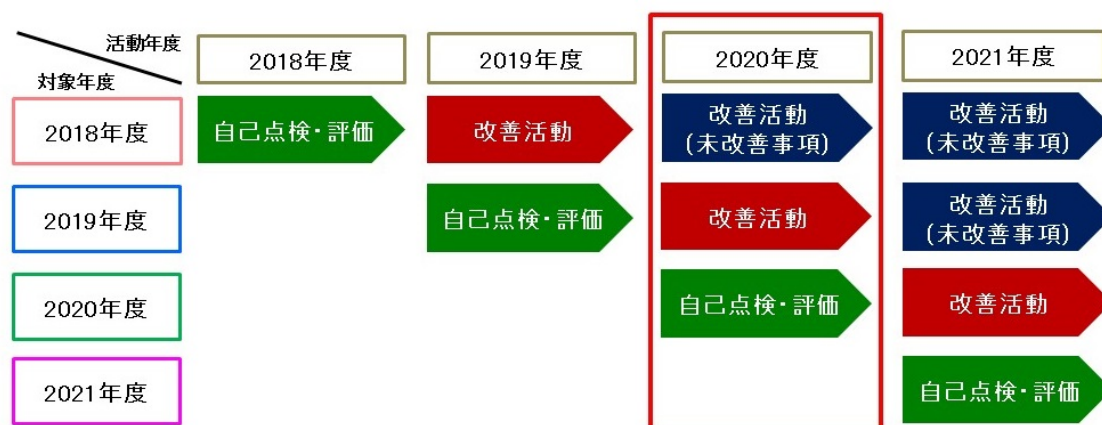 活動年度
対象年度
2018年度
2019年度
2020年度
2021年度
2018年度
自己点検・評価
改善活動
改善活動
(未改善事項)
改善活動
(未改善事項)
2019年度
自己点検・評価
改善活動
改善活動
(未改善事項)
2020年度
自己点検・評価
改善活動
2021年度
自己点検・評価